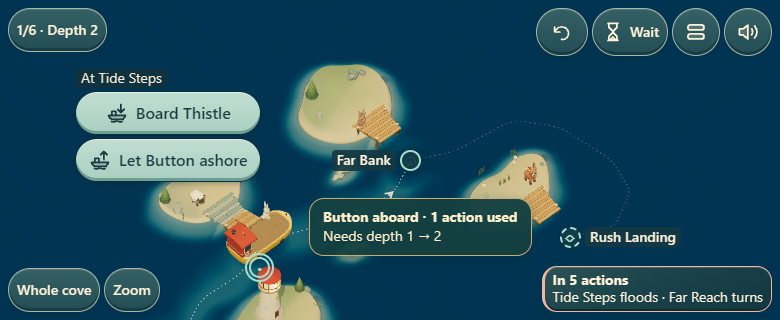 1/6 · Depth 2
Wait
At Tide Steps
Board Thistle
Let Button ashore
Far Bank
Button aboard · 1 action used
Needs depth 1 → 2
Rush Landing
In 5 actions
Tide Steps floods · Far Reach turns
Whole cove
Zoom